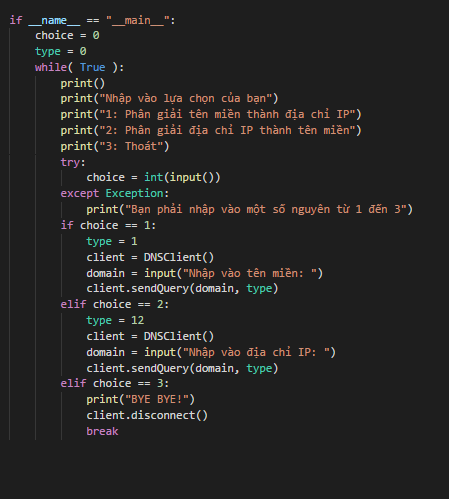 if __name__ == "__main__":
    choice = 0
    type = 0
    while( True ):
        print()
        print("Nhập vào lựa chọn của bạn")
        print("1: Phân giải tên miền thành địa chỉ IP")
        print("2: Phân giải địa chỉ IP thành tên miền")
        print("3: Thoát")
        try:
            choice = int(input())
        except Exception:
            print("Bạn phải nhập vào một số nguyên từ 1 đến 3")
        if choice == 1:
            type = 1
            client = DNSClient()
            domain = input("Nhập vào tên miền: ")
            client.sendQuery(domain, type)
        elif choice == 2:
            type = 12
            client = DNSClient()
            domain = input("Nhập vào địa chỉ IP: ")
            client.sendQuery(domain, type)
        elif choice == 3:
            print("BYE BYE!")
            client.disconnect()
            break